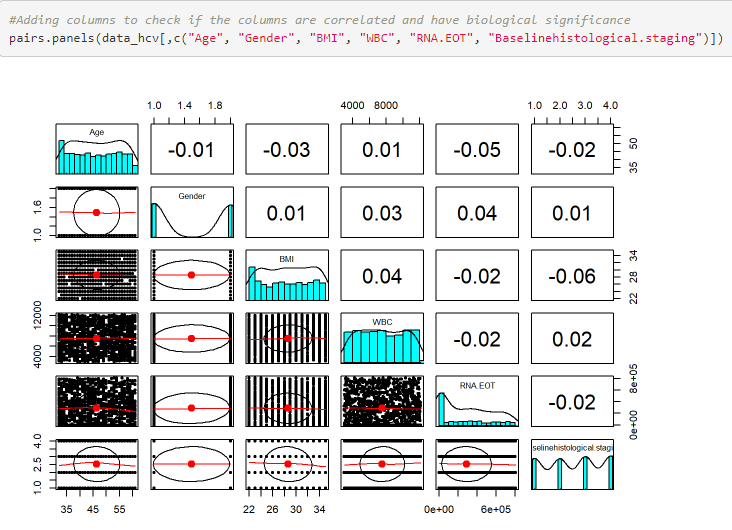 #Adding columns to check if the columns are correlated and have biological significance
pairs.panels(data_hcv[,c("Age", "Gender", "BMI", "WBC", "RNA.EOT", "Baselinehistological.staging")])
1.0 1.4 1.8 4000 8000 1.0 2.0 3.0 4.0
Age -0.01 -0.03 0.01 -0.05 -0.02 35 50
1.0 1.6 Gender 0.01 0.03 0.04 0.01
BMI 0.04 -0.02 -0.06 22 28 34
4000 12000 WBC -0.02 0.02
RNA.EOT -0.02 0e+00 8e+05
1.0 2.5 4.0 selinehistological.stagi
35 45 55 22 26 30 34 0e+00 6e+05